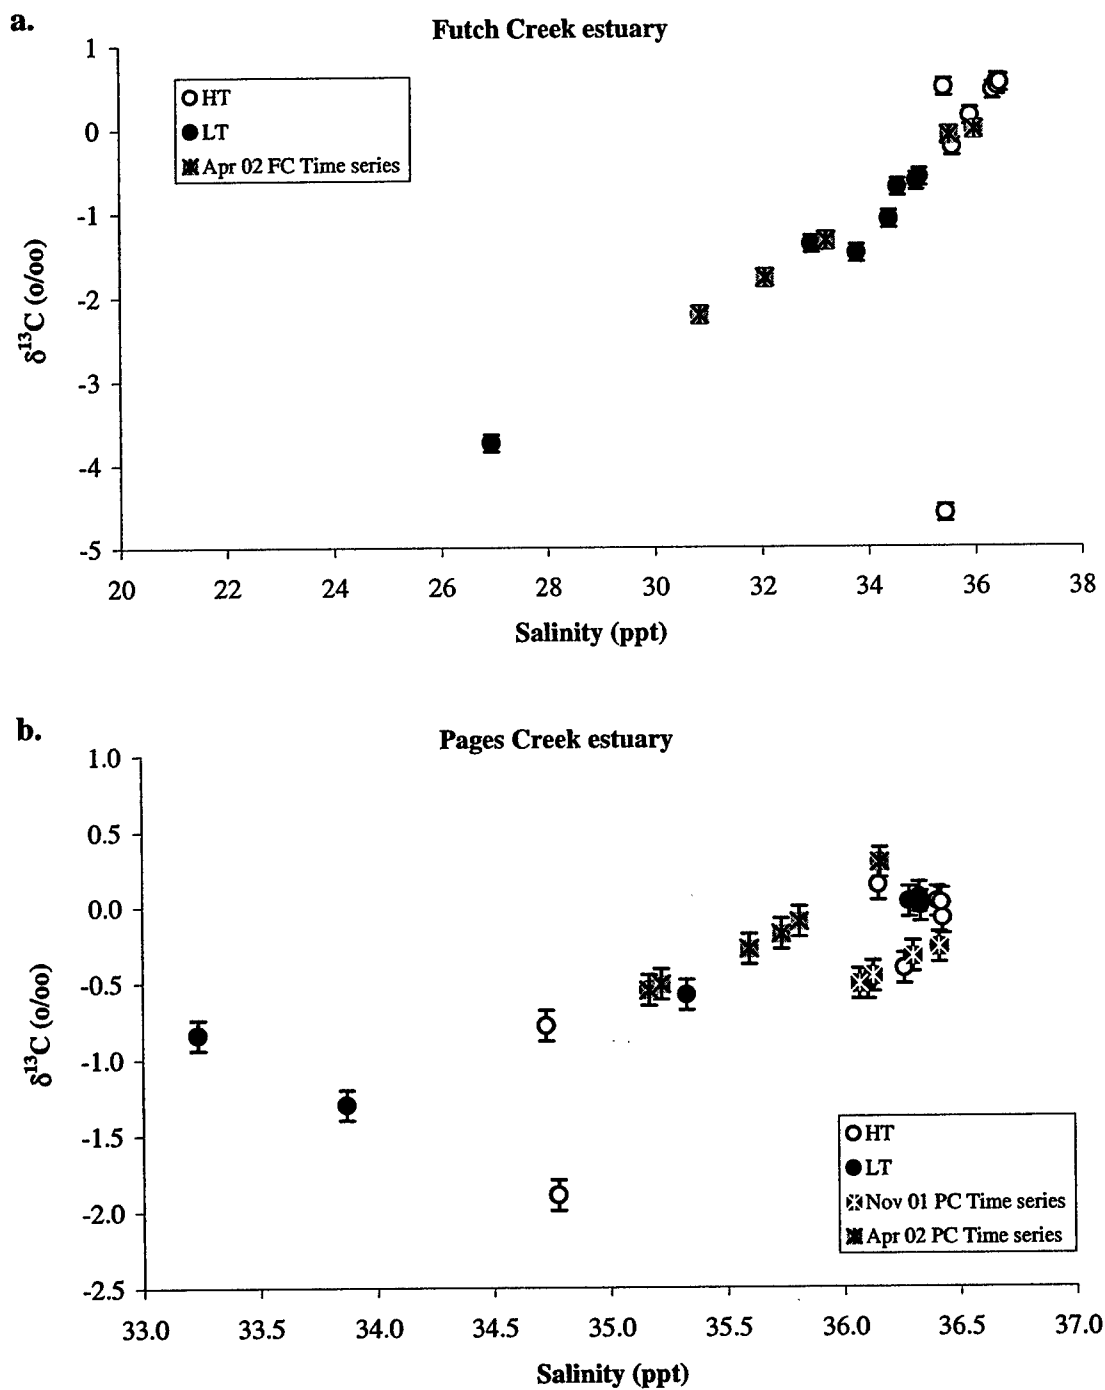 a.
Futch Creek estuary
1
0
-1
-2
-3
-4
-5
δ¹³C (o/oo)
HT
LT
Apr 02 FC Time series
20 22 24 26 28 30 32 34 36 38
Salinity (ppt)
b.
Pages Creek estuary
1.0
0.5
0.0
-0.5
-1.0
-1.5
-2.0
-2.5
δ¹³C (o/oo)
HT
LT
Nov 01 PC Time series
Apr 02 PC Time series
33.0 33.5 34.0 34.5 35.0 35.5 36.0 36.5 37.0
Salinity (ppt)